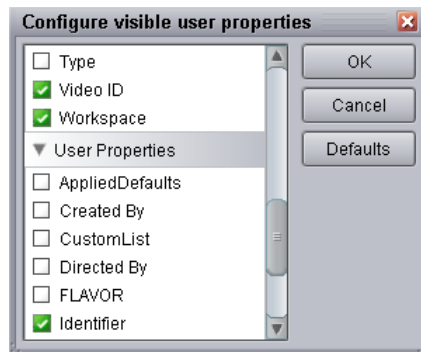 Configure visible user properties
Type
Video ID
Workspace
User Properties
AppliedDefaults
Created By
CustomList
Directed By
FLAVOR
Identifier
OK
Cancel
Defaults